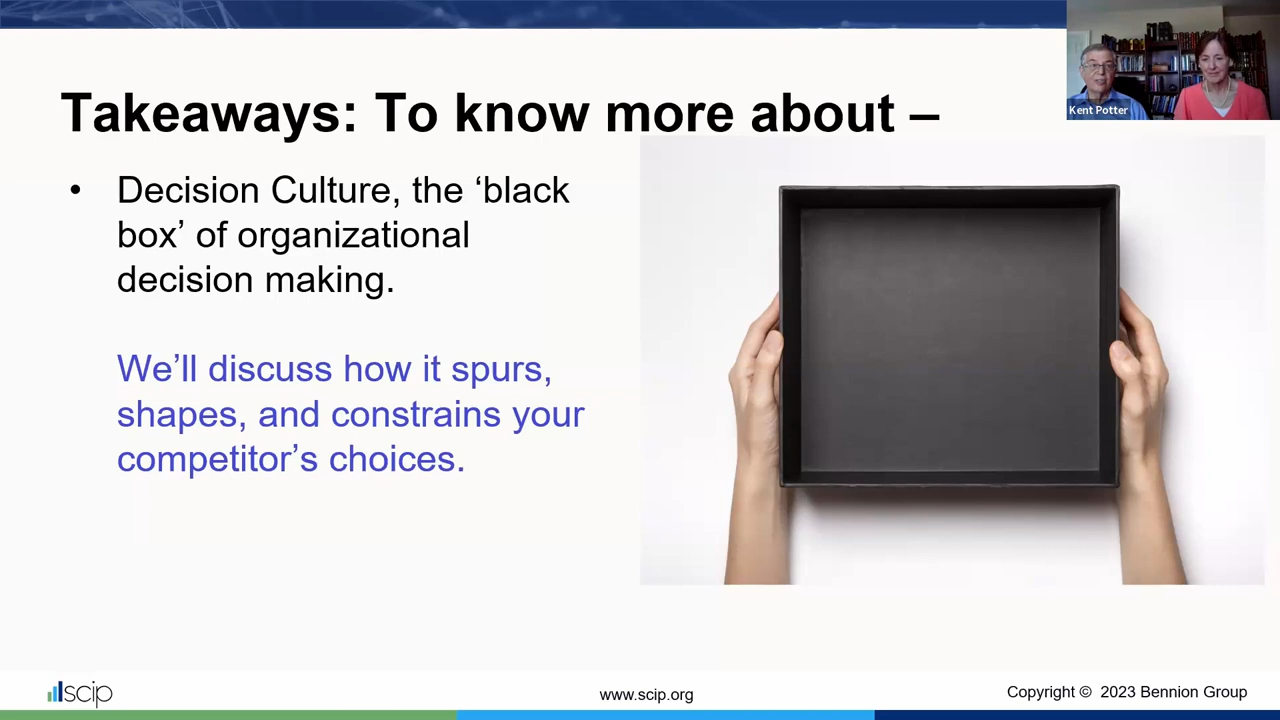 Kent Potter
Takeaways: To know more about –
• Decision Culture, the ‘black
box’ of organizational
decision making.
We’ll discuss how it spurs,
shapes, and constrains your
competitor’s choices.
scip
www.scip.org
Copyright © 2023 Bennion Group